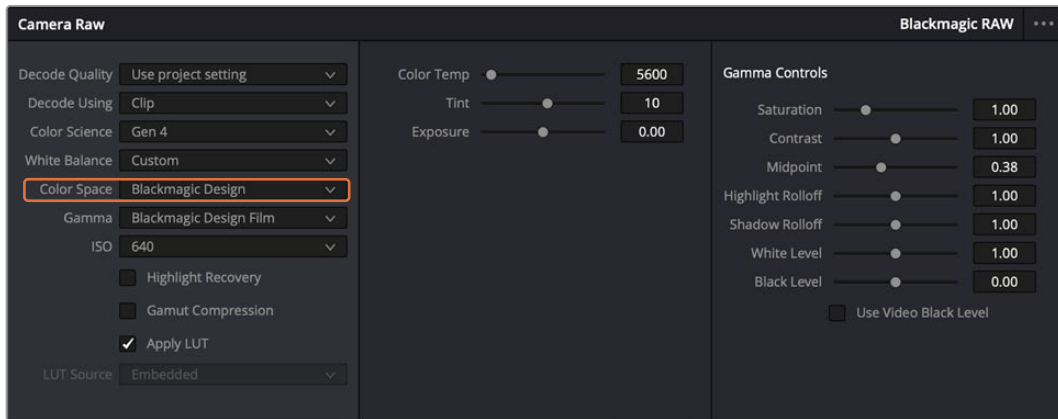 Camera Raw
Blackmagic RAW
Decode Quality Use project setting
Decode Using Clip
Color Science Gen 4
White Balance Custom
Color Space Blackmagic Design
Gamma Blackmagic Design Film
ISO 640
Highlight Recovery
Gamut Compression
Apply LUT
LUT Source Embedded
Color Temp 5600
Tint 10
Exposure 0.00
Gamma Controls
Saturation 1.00
Contrast 1.00
Midpoint 0.38
Highlight Rolloff 1.00
Shadow Rolloff 1.00
White Level 1.00
Black Level 0.00
Use Video Black Level